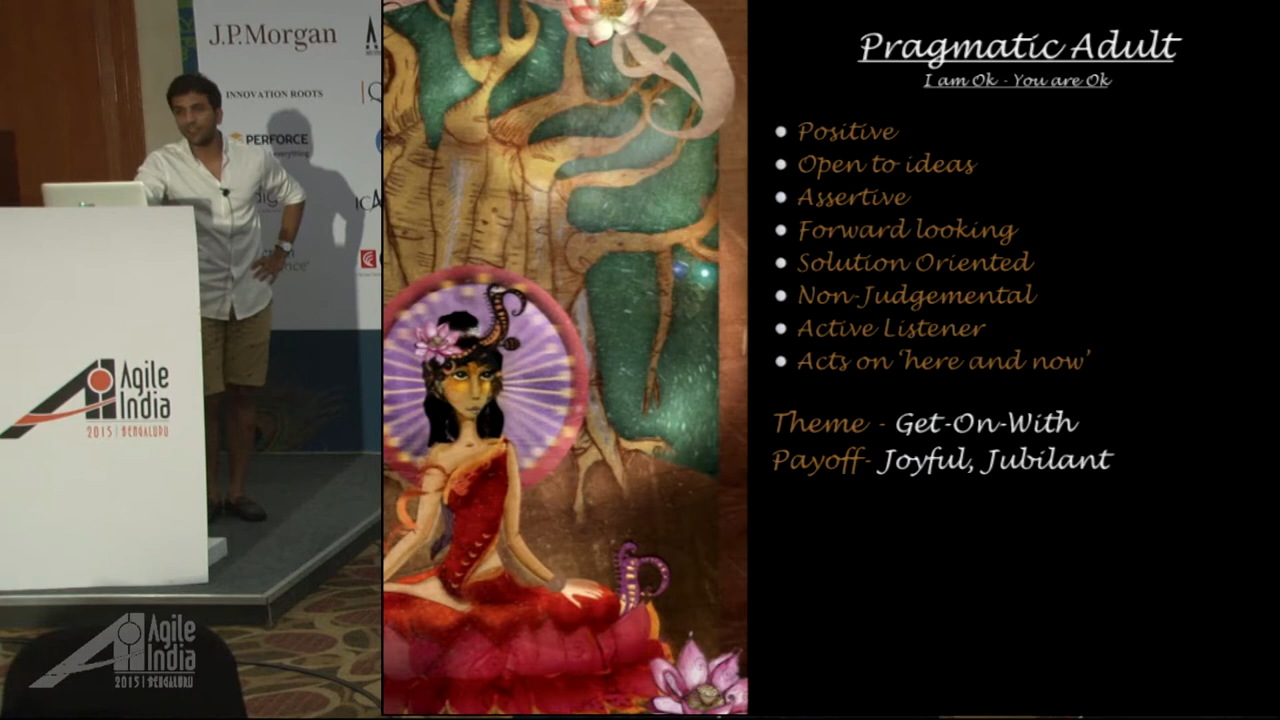 J.P.Morgan
INNOVATION ROOTS
PERFORCE
everything
Agile
India
2015 | BENGALURU
Agile
India
2015 | BENGALURU
Pragmatic Adult
I am Ok - You are Ok
Positive
Open to ideas
Assertive
Forward looking
Solution Oriented
Non-Judgemental
Active Listener
Acts on 'here and now'
Theme - Get-On-With
Payoff- Joyful, Jubilant